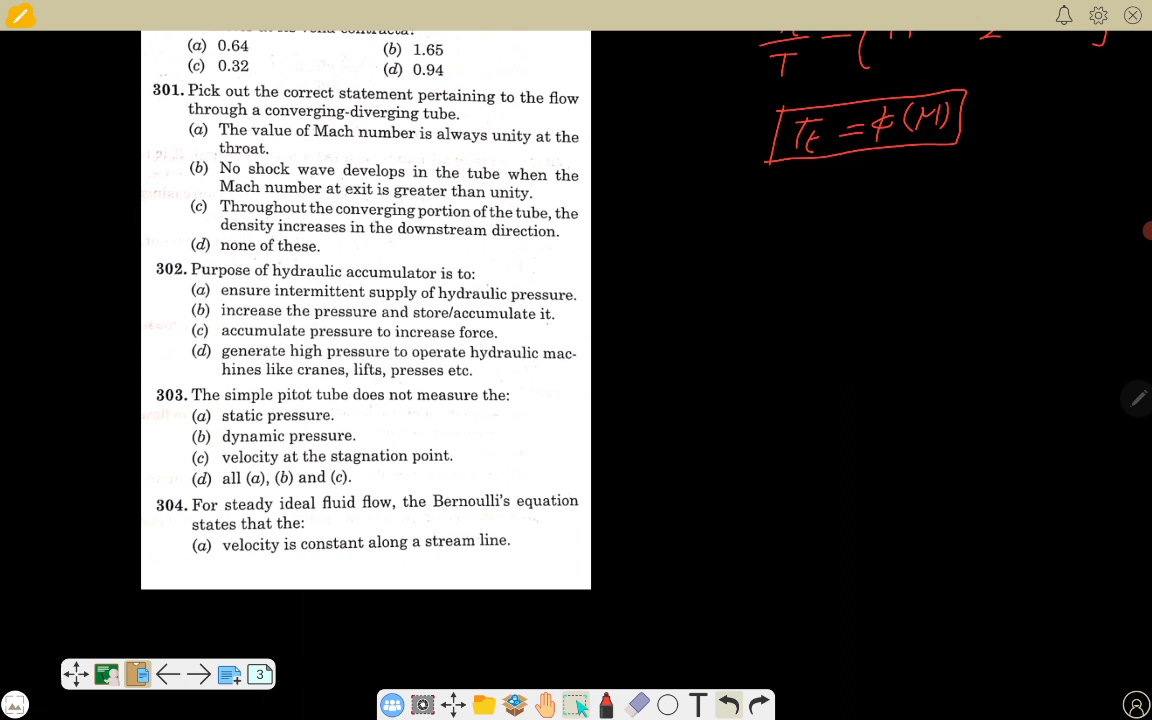 (a) 0.64 (b) 1.65
(c) 0.32 (d) 0.94
301. Pick out the correct statement pertaining to the flow
through a converging-diverging tube.
(a) The value of Mach number is always unity at the
throat.
(b) No shock wave develops in the tube when the
Mach number at exit is greater than unity.
(c) Throughout the converging portion of the tube, the
density increases in the downstream direction.
(d) none of these.
302. Purpose of hydraulic accumulator is to:
(a) ensure intermittent supply of hydraulic pressure.
(b) increase the pressure and store/accumulate it.
(c) accumulate pressure to increase force.
(d) generate high pressure to operate hydraulic mac-
hines like cranes, lifts, presses etc.
303. The simple pitot tube does not measure the:
(a) static pressure.
(b) dynamic pressure.
(c) velocity at the stagnation point.
(d) all (a), (b) and (c).
304. For steady ideal fluid flow, the Bernoulli's equation
states that the:
(a) velocity is constant along a stream line.
T
= (M)
3
T